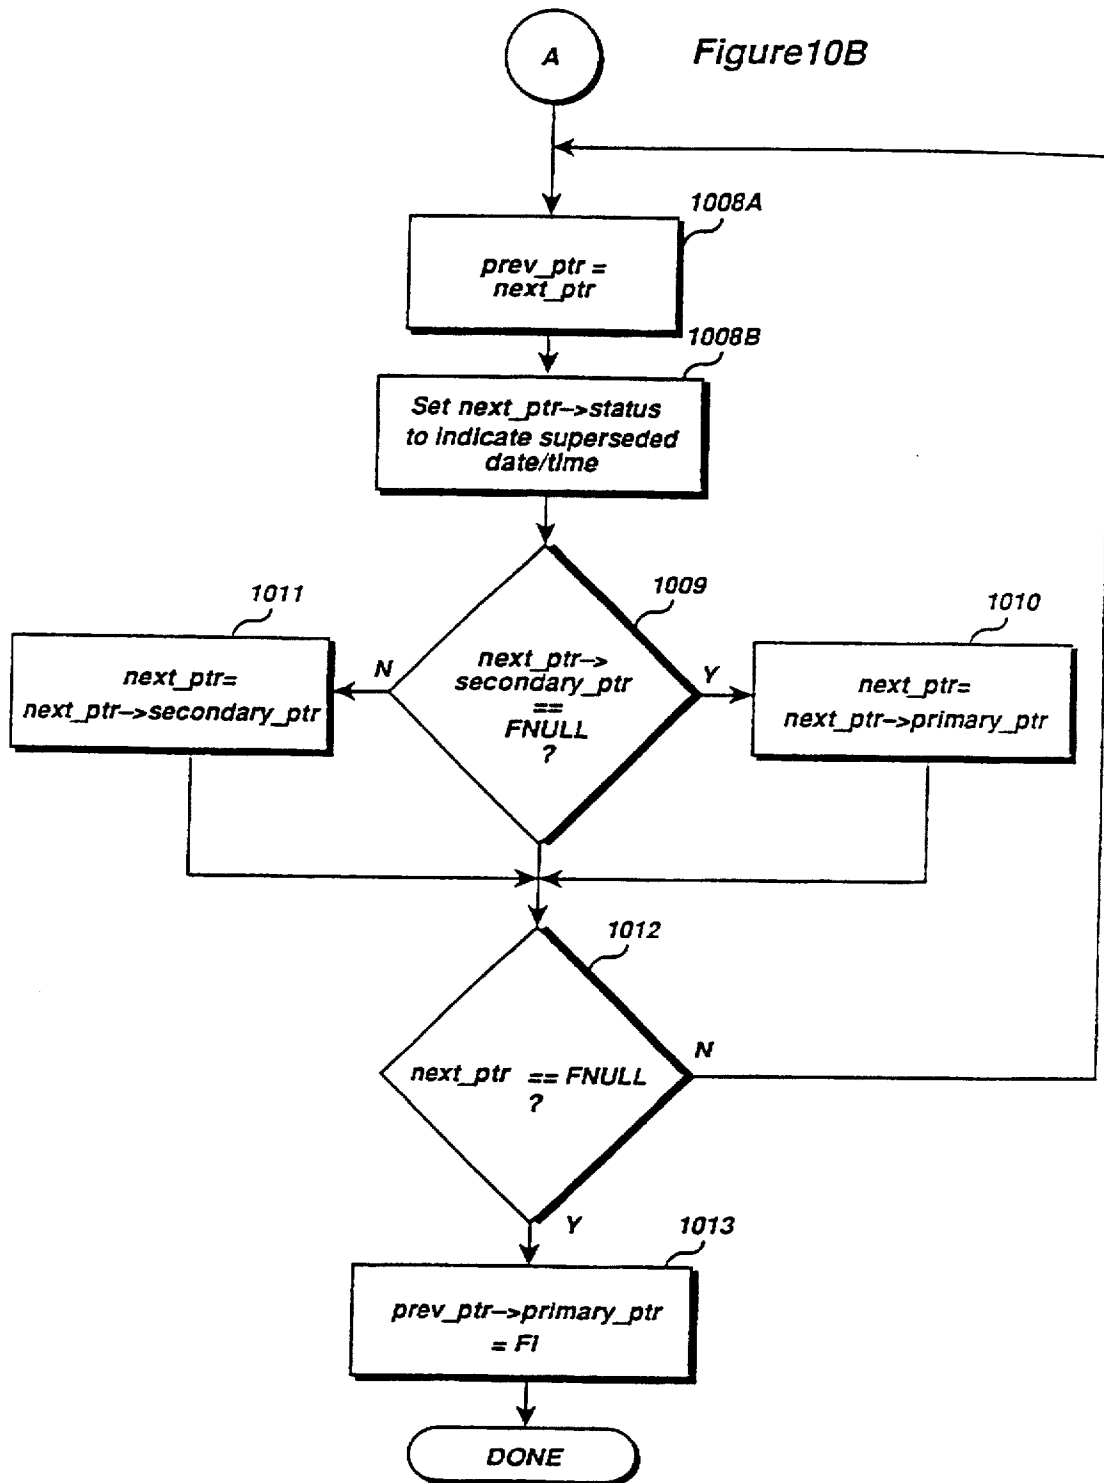 A
Figure10B
1008A
prev_ptr =
next_ptr
1008B
Set next_ptr->status
to indicate superseded
date/time
1009
1011
1010
next_ptr=
next_ptr->secondary_ptr
N
next_ptr->
secondary_ptr
==
FNULL
?
Y
next_ptr=
next_ptr->primary_ptr
1012
next_ptr == FNULL
?
N
Y
1013
prev_ptr->primary_ptr
= FI
DONE